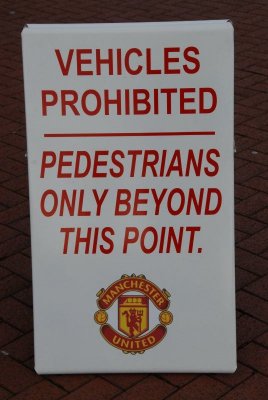 VEHICLES
PROHIBITED
PEDESTRIANS
ONLY BEYOND
THIS POINT.
MANCHESTER
UNITED